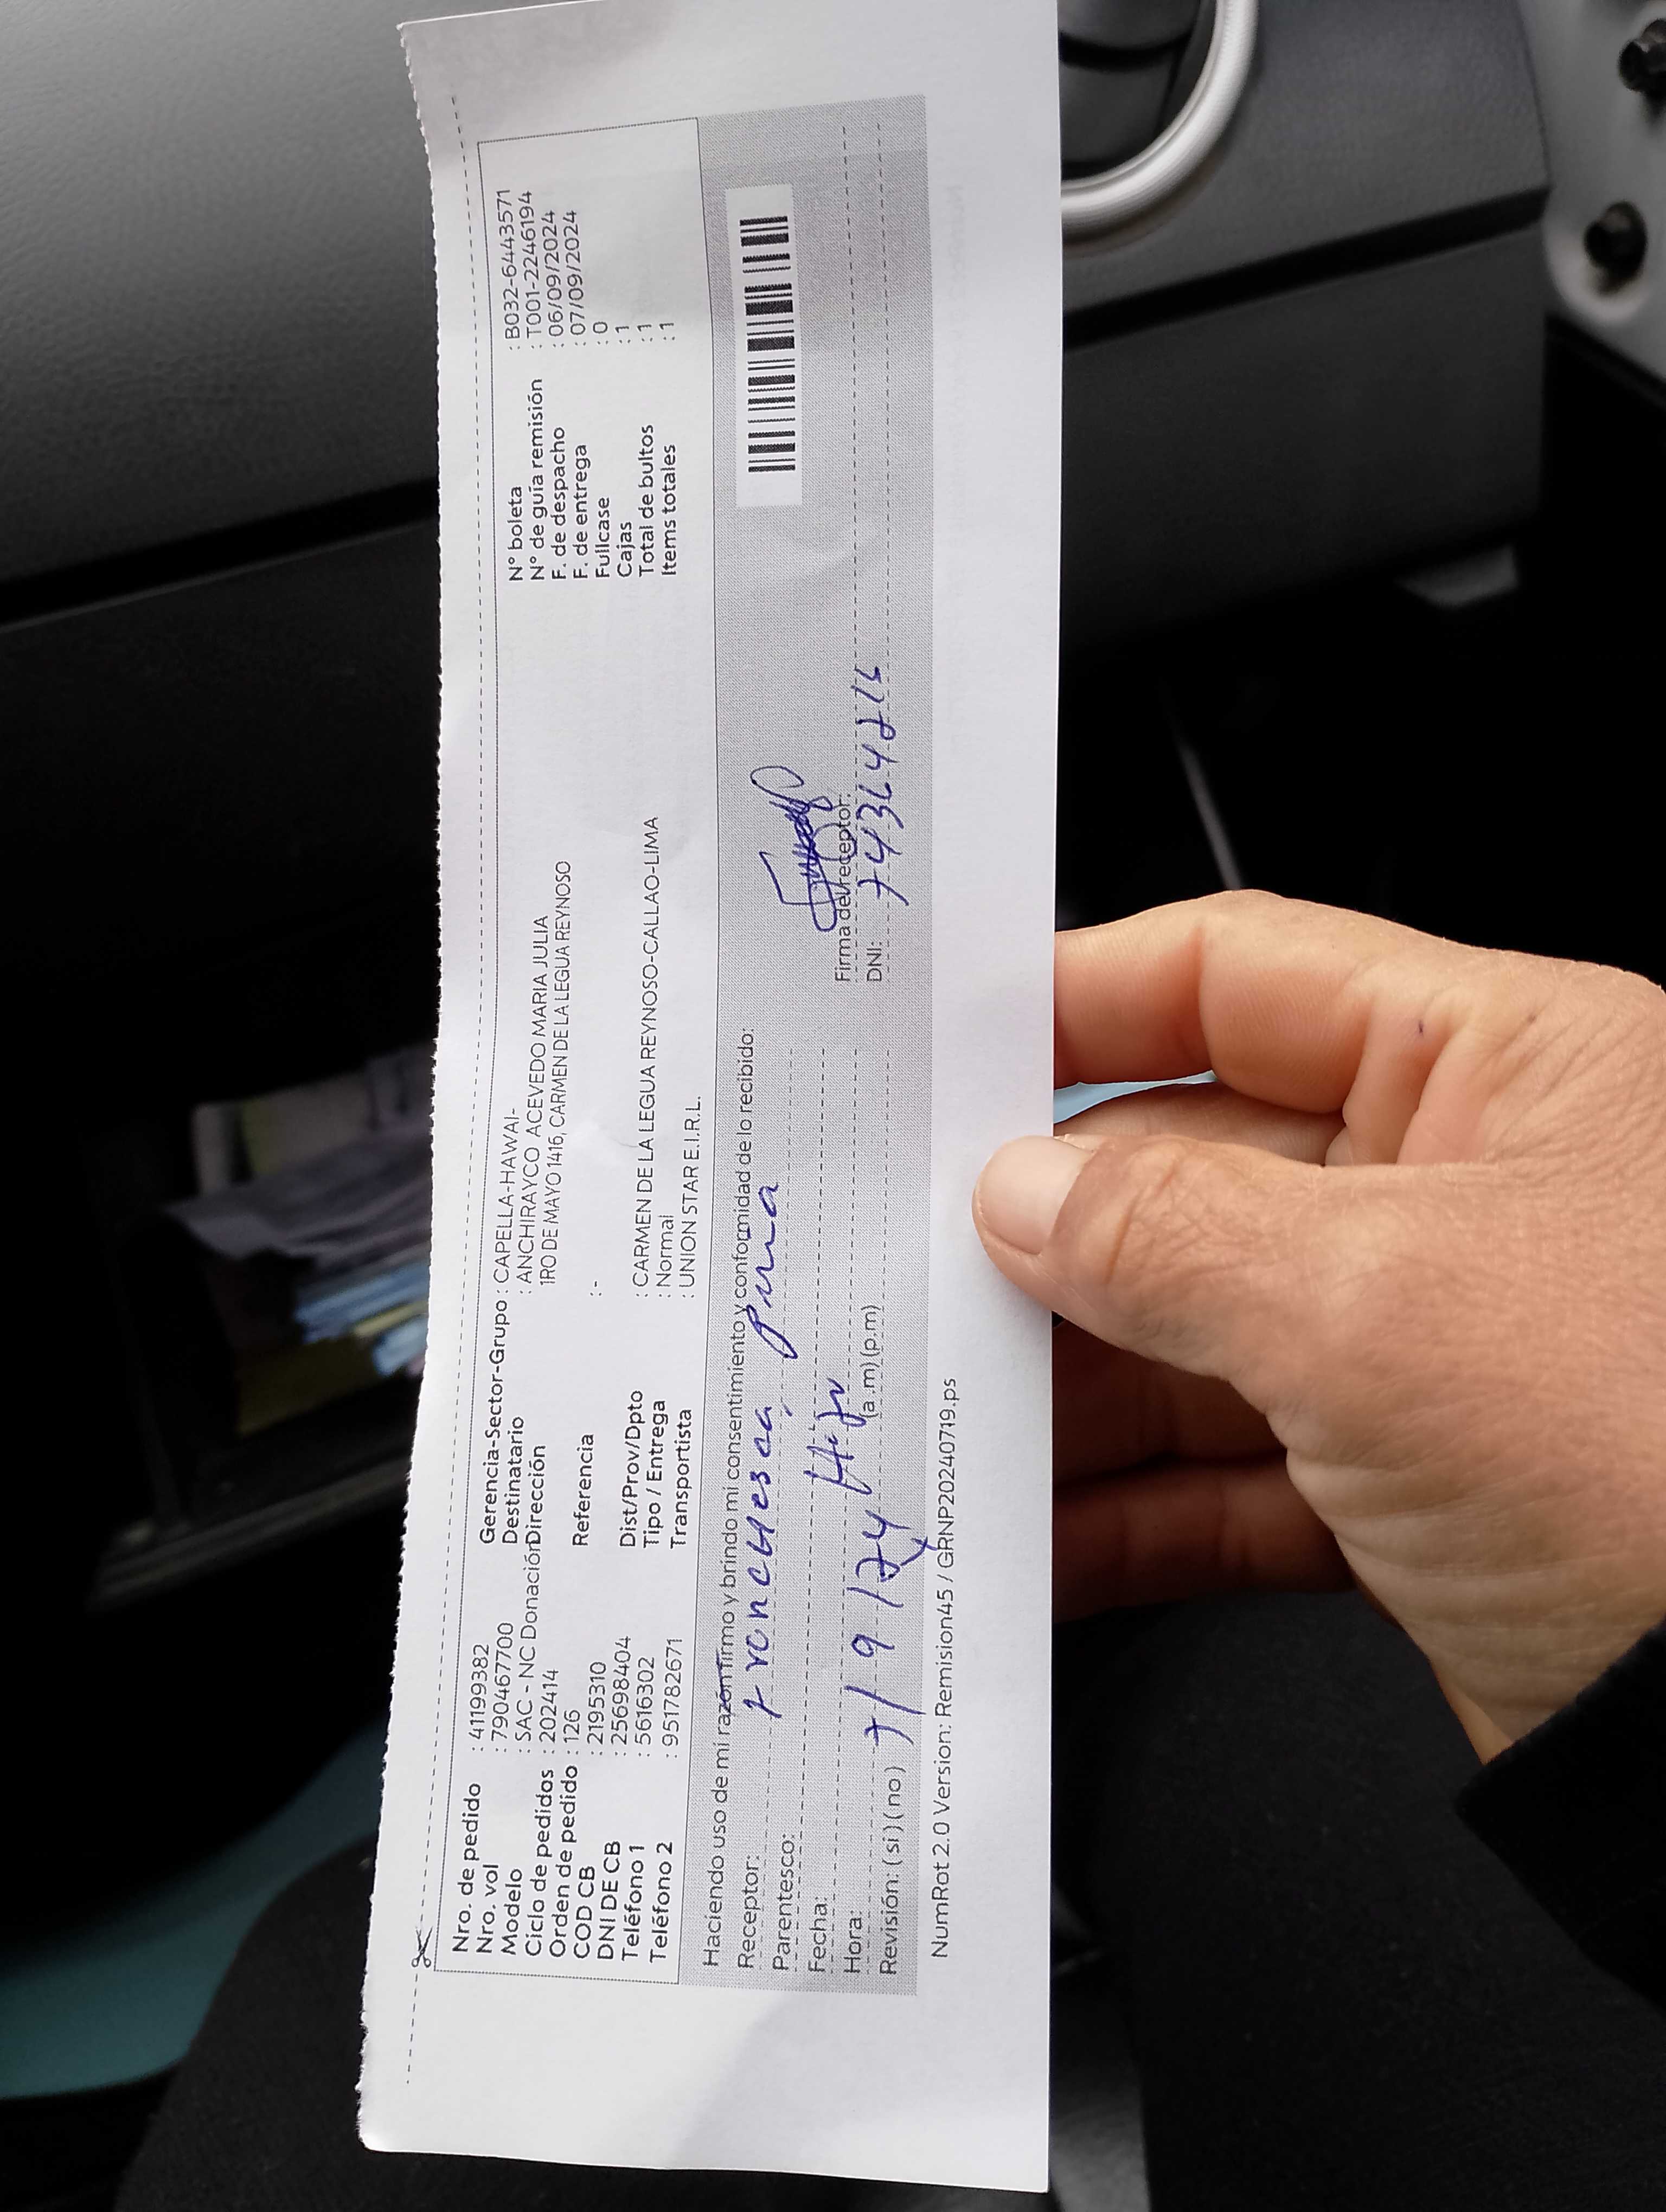 Nro. de pedido : 41199382
Nro. vol : 790467700
Modelo : SAC - NC Donación
Ciclo de pedidos : 202414
Orden de pedido : 126
COD CB : 2195310
DNI DE CB : 25698404
Teléfono 1 : 5616302
Teléfono 2 : 951782671
Gerencia-Sector-Grupo : CAPELLA-HAWAI-
Destinatario : ANCHIRAYCO ACEVEDO MARIA JULIA
Dirección 1RO DE MAYO 1416, CARMEN DE LA LEGUA REYNOSO
Referencia : -
Dist/Prov/Dpto : CARMEN DE LA LEGUA REYNOSO-CALLAO-LIMA
Tipo / Entrega : Normal
Transportista : UNION STAR E.I.R.L.
N° boleta : B032-6443571
N° de guía remisión : T001-2246194
F. de despacho : 06/09/2024
F. de entrega : 07/09/2024
Fullcase : 0
Cajas : 1
Total de bultos : 1
Items totales : 1
Haciendo uso de mi razón firmo y brindo mi consentimiento y conformidad de lo recibido:
Receptor:
Parentesco:
Fecha:
Hora: 7/9/24 (a.m) (p.m)
Revisión: ( si ) ( no )
Firma del receptor:
DNI:
NumRot 2.0 Version: Remision45 / GRNP20240719.ps